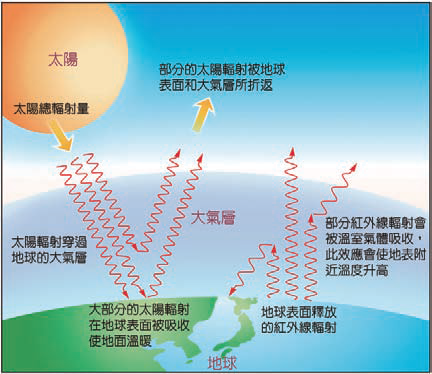 太陽
太陽總輻射量
部分的太陽輻射被地球
表面和大氣層所折返
大氣層
太陽輻射穿過
地球的大氣層
部分紅外線輻射會
被溫室氣體吸收，
此效應會使地表附
近溫度升高
大部分的太陽輻射
在地球表面被吸收
使地面溫暖
地球表面釋放
的紅外線輻射
地球